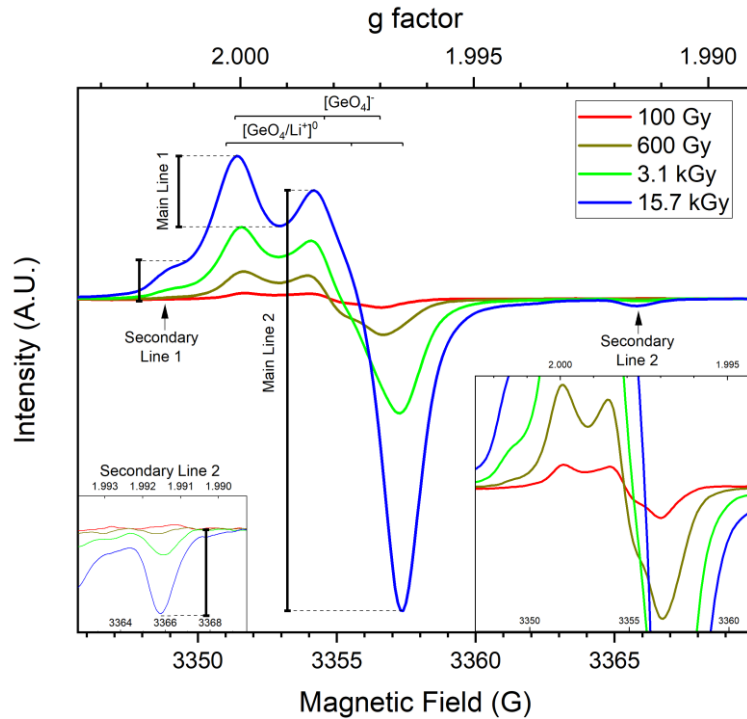 g factor
2.000 1.995 1.990
[GeO₄]⁻
[GeO₄/Li⁺]⁰
100 Gy
600 Gy
3.1 kGy
15.7 kGy
Main Line 1
Main Line 2
Secondary
Line 1
Secondary
Line 2
Intensity (A.U.)
2.000 1.995
3350 3355 3360
Secondary Line 2
1.993 1.992 1.991 1.990
3364 3366 3368
3350 3355 3360 3365
Magnetic Field (G)